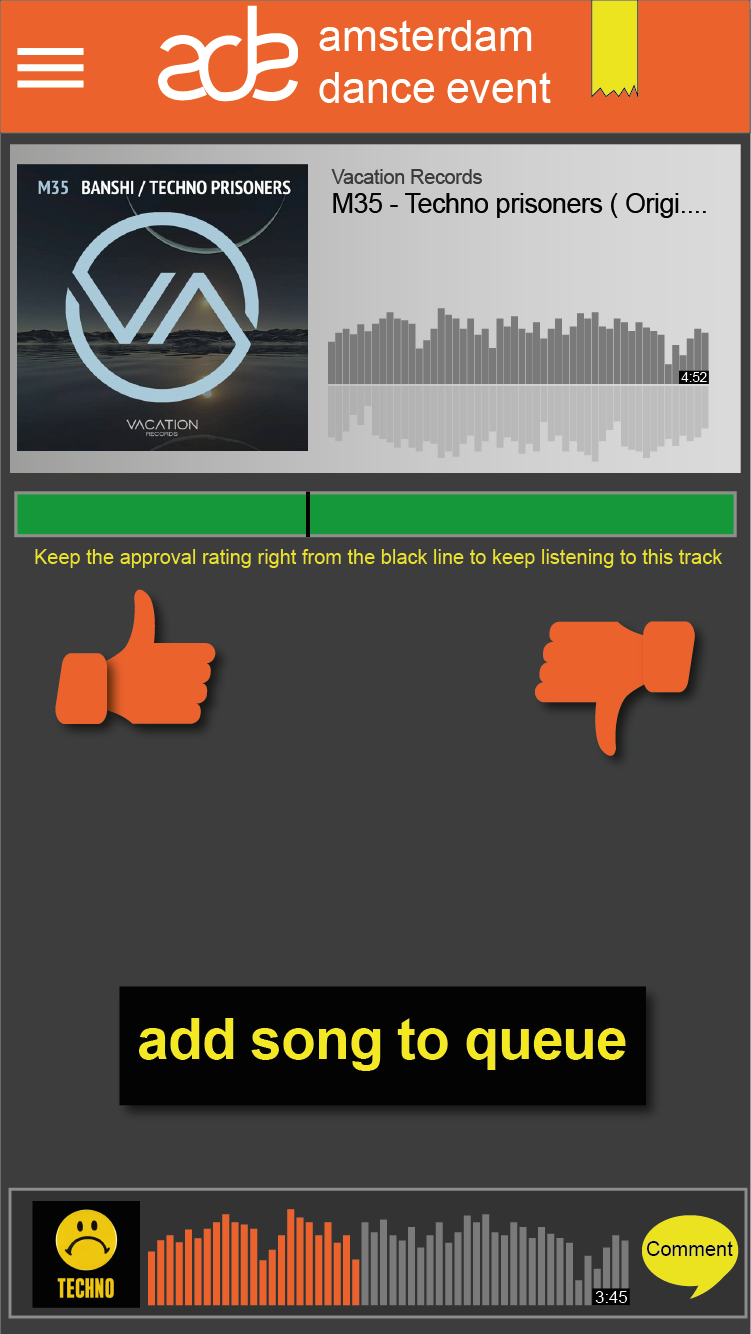 ade
amsterdam
dance event
M35 BANSHI / TECHNO PRISONERS
VA
VACATION
RECORDS
Vacation Records
M35 - Techno prisoners ( Origi....
4:52
Keep the approval rating right from the black line to keep listening to this track
add song to queue
TECHNO
3:45
Comment